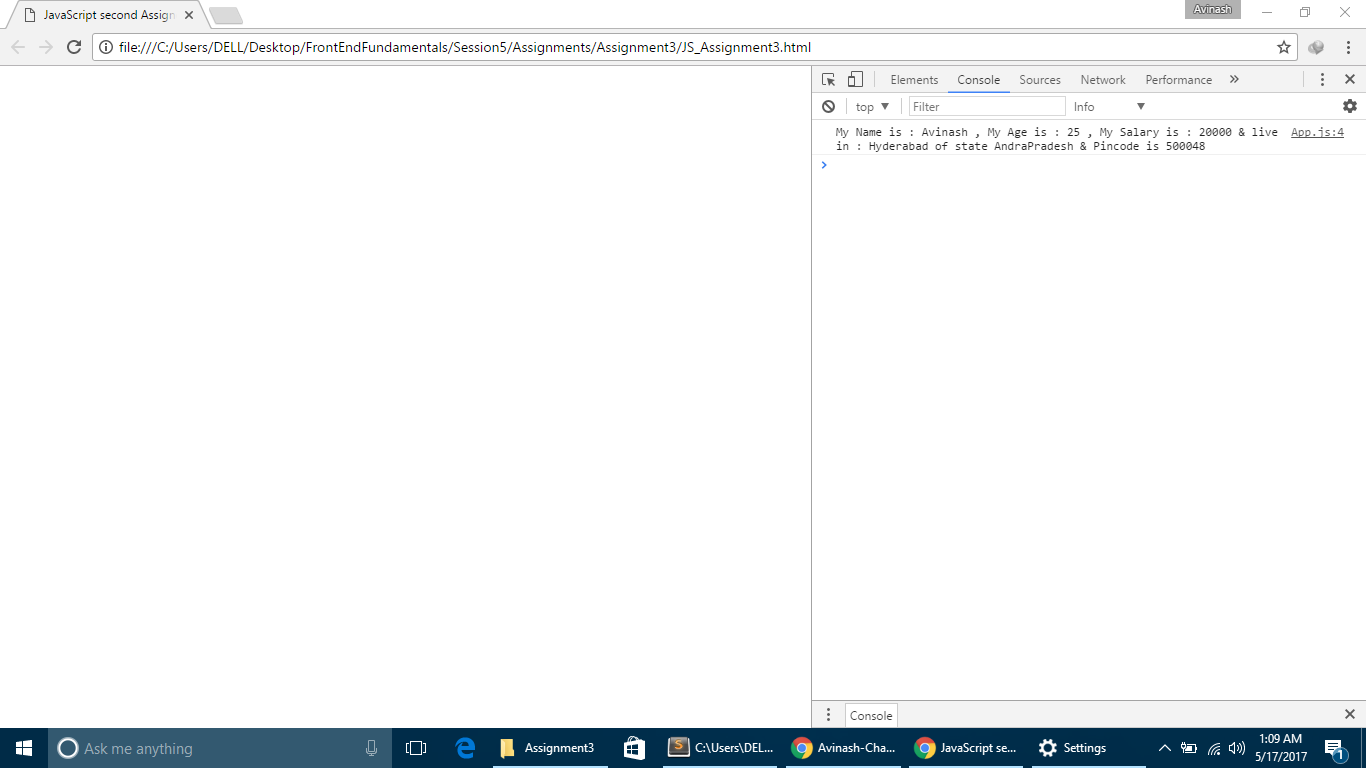 JavaScript second Assign
Avinash
file:///C:/Users/DELL/Desktop/FrontEndFundamentals/Session5/Assignments/Assignment3/JS_Assignment3.html
Elements Console Sources Network Performance »
top Filter Info
My Name is : Avinash , My Age is : 25 , My Salary is : 20000 & live App.js:4
in : Hyderabad of state AndraPradesh & Pincode is 500048
Console
Ask me anything
Assignment3
C:\Users\DEL...
Avinash-Cha...
JavaScript se...
Settings
1:09 AM
5/17/2017
1